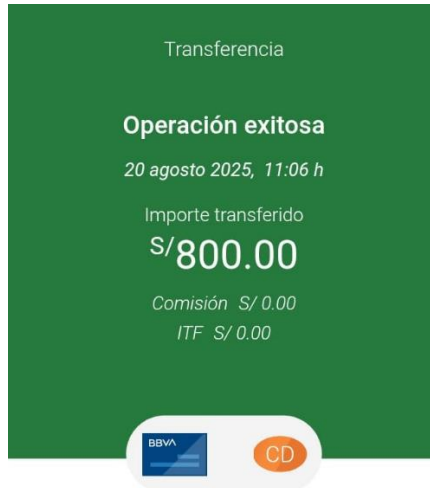 Transferencia
Operación exitosa
20 agosto 2025, 11:06 h
Importe transferido
S/800.00
Comisión S/ 0.00
ITF S/ 0.00
BBVA
CD